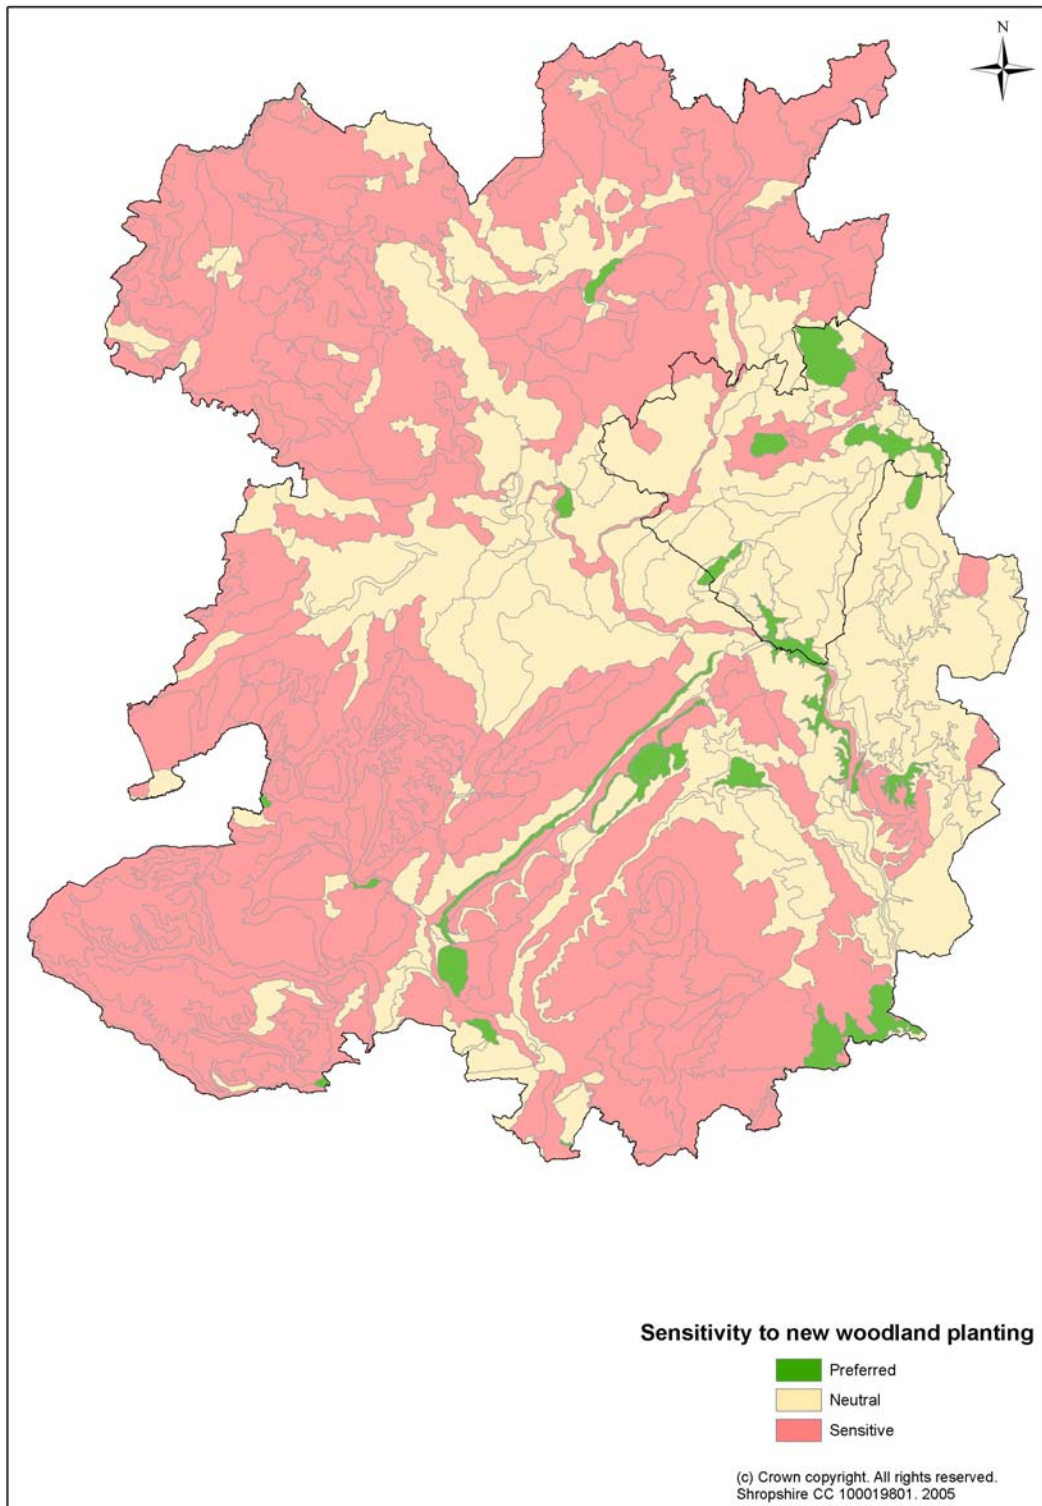 N
Sensitivity to new woodland planting
Preferred
Neutral
Sensitive
(c) Crown copyright. All rights reserved.
Shropshire CC 100019801. 2005